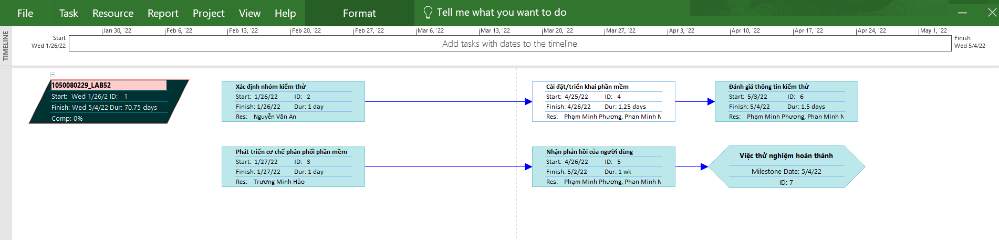 File Task Resource Report Project View Help Format Tell me what you want to do
TIMELINE
Jan 30, '22 Feb 6, '22 Feb 13, '22 Feb 20, '22 Feb 27, '22 Mar 6, '22 Mar 13, '22 Mar 20, '22 Mar 27, '22 Apr 3, '22 Apr 10, '22 Apr 17, '22 Apr 24, '22 May 1, '22
Start
Wed 1/26/22
Add tasks with dates to the timeline
Finish
Wed 5/4/22
1050080229_LAB52
Start: Wed 1/26/2 ID: 1
Finish: Wed 5/4/22 Dur: 70.75 days
Comp: 0%
Xác định nhóm kiểm thử
Start: 1/26/22 ID: 2
Finish: 1/26/22 Dur: 1 day
Res: Nguyễn Văn An
Cài đặt/triển khai phần mềm
Start: 4/25/22 ID: 4
Finish: 4/26/22 Dur: 1.25 days
Res: Phạm Minh Phương, Phan Minh N
Đánh giá thông tin kiểm thử
Start: 5/3/22 ID: 6
Finish: 5/4/22 Dur: 1.5 days
Res: Phạm Minh Phương, Phan Minh N
Phát triển cơ chế phân phối phần mềm
Start: 1/27/22 ID: 3
Finish: 1/27/22 Dur: 1 day
Res: Trương Minh Hảo
Nhận phản hồi của người dùng
Start: 4/26/22 ID: 5
Finish: 5/2/22 Dur: 1 wk
Res: Phạm Minh Phương, Phan Minh N
Việc thử nghiệm hoàn thành
Milestone Date: 5/4/22
ID: 7